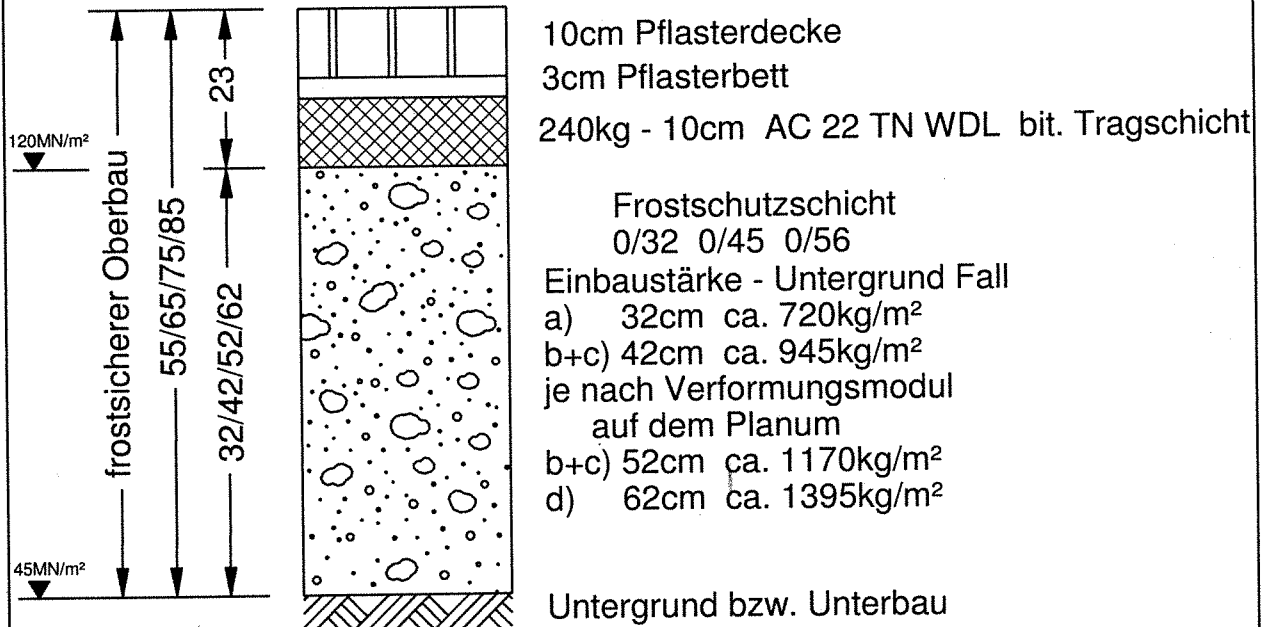 10cm Pflasterdecke
3cm Pflasterbett
240kg - 10cm AC 22 TN WDL bit. Tragschicht
Frostschutzschicht
0/32 0/45 0/56
Einbaustärke - Untergrund Fall
a) 32cm ca. 720kg/m²
b+c) 42cm ca. 945kg/m²
je nach Verformungsmodul
auf dem Planum
b+c) 52cm ca. 1170kg/m²
d) 62cm ca. 1395kg/m²
Untergrund bzw. Unterbau
120MN/m²
45MN/m²
frostsicherer Oberbau
55/65/75/85
23
32/42/52/62